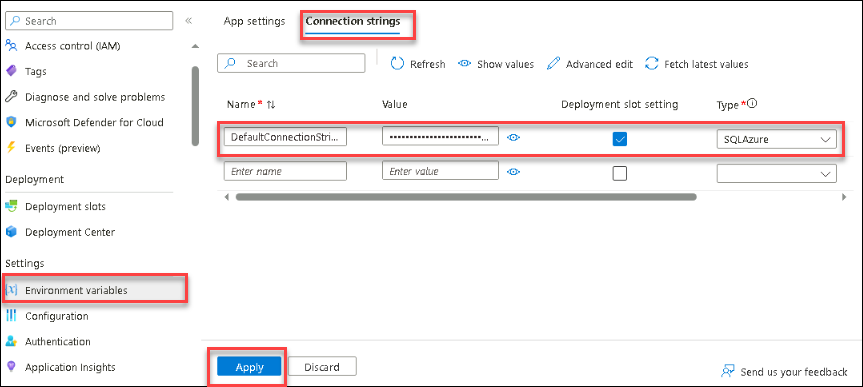 Search
«
Access control (IAM)
Tags
Diagnose and solve problems
Microsoft Defender for Cloud
Events (preview)
Deployment
Deployment slots
Deployment Center
Settings
Environment variables
Configuration
Authentication
Application Insights
App settings Connection strings
Search Refresh Show values Advanced edit Fetch latest values
Name * Value Deployment slot setting Type *
DefaultConnectionStri... ••••••••••••••••••••••••... SQLAzure
Enter name Enter value
Apply Discard
Send us your feedback